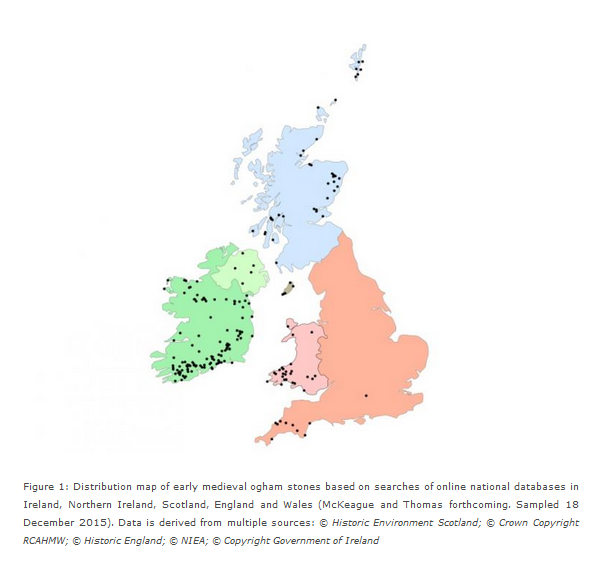 Figure 1: Distribution map of early medieval ogham stones based on searches of online national databases in
Ireland, Northern Ireland, Scotland, England and Wales (McKeague and Thomas forthcoming. Sampled 18
December 2015). Data is derived from multiple sources: © Historic Environment Scotland; © Crown Copyright
RCAHMW; © Historic England; © NIEA; © Copyright Government of Ireland